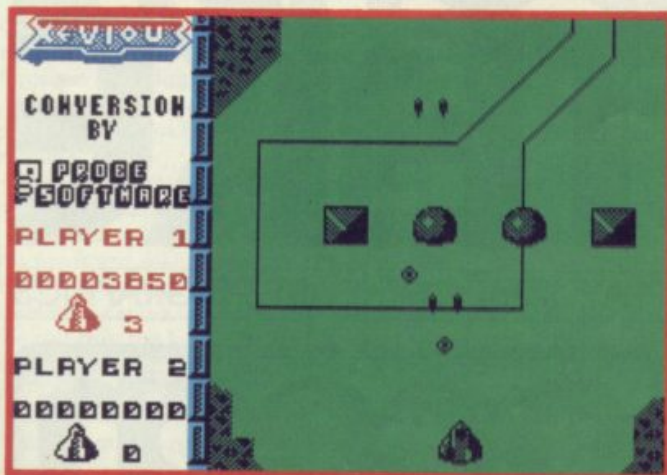 XEVIOUS
CONVERSION
BY
PROBE
SOFTWARE
PLAYER 1
00003850
3
PLAYER 2
00000000
0